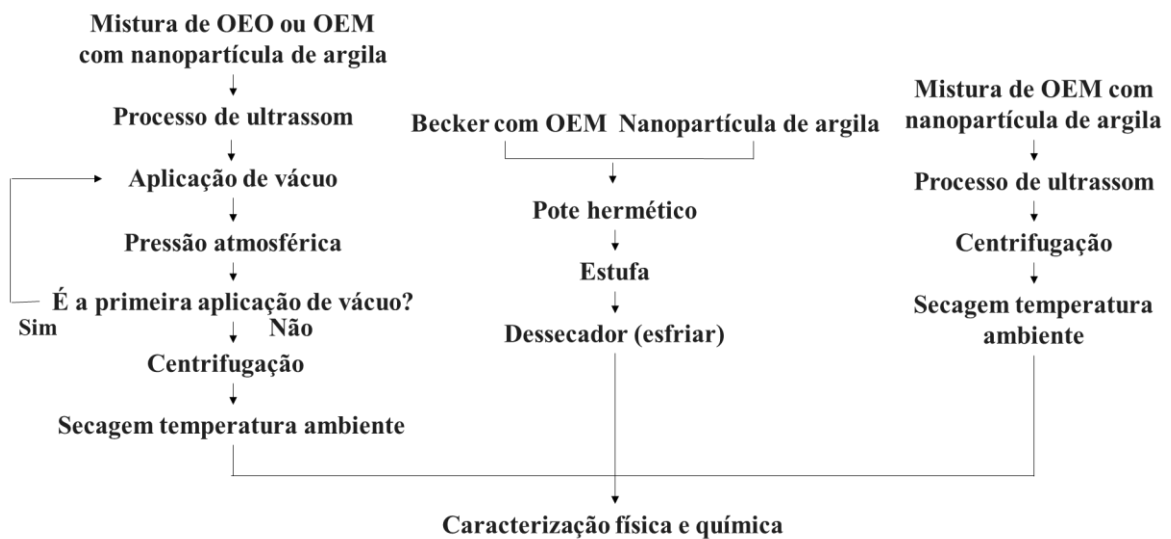 Mistura de OEO ou OEM
com nanopartícula de argila
Processo de ultrassom
Aplicação de vácuo
Pressão atmosférica
É a primeira aplicação de vácuo?
Sim
Não
Centrifugação
Secagem temperatura ambiente
Becker com OEM Nanopartícula de argila
Pote hermético
Estufa
Dessecador (esfriar)
Mistura de OEM com
nanopartícula de argila
Processo de ultrassom
Centrifugação
Secagem temperatura
ambiente
Caracterização física e química